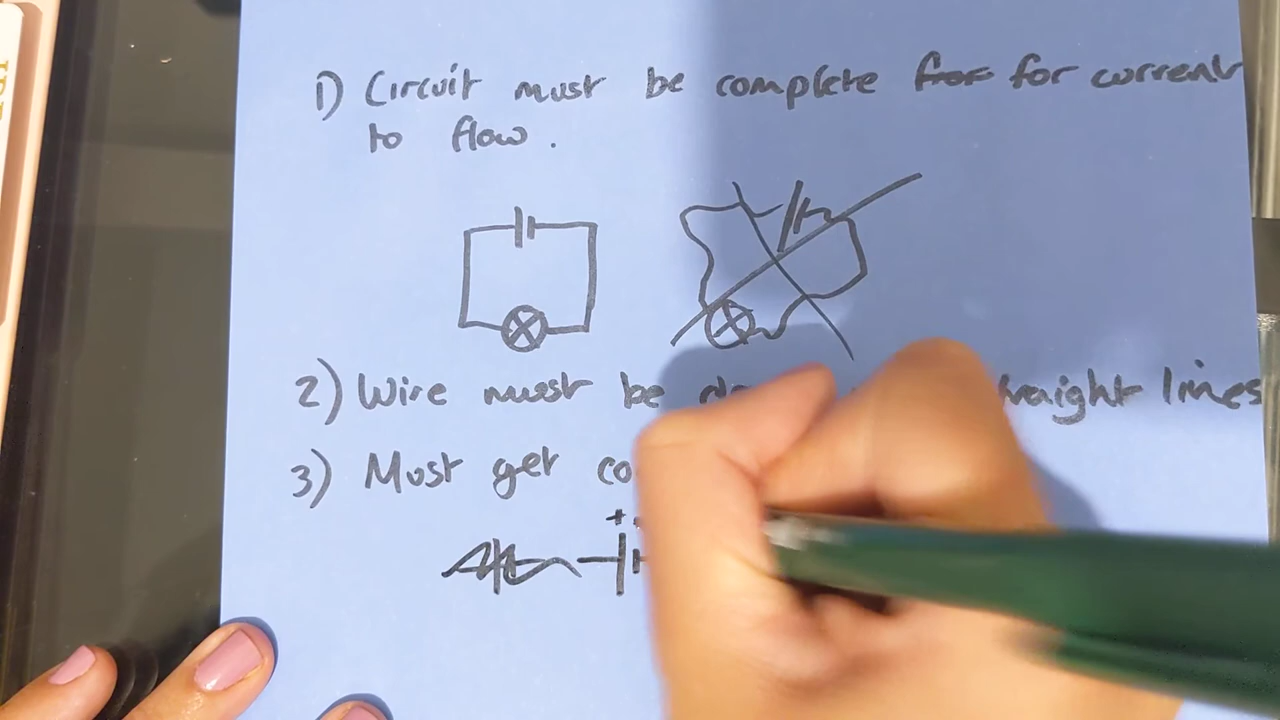 1) Circuit must be complete for for current
to flow.
2) Wire must be straight lines
3) Must get
+